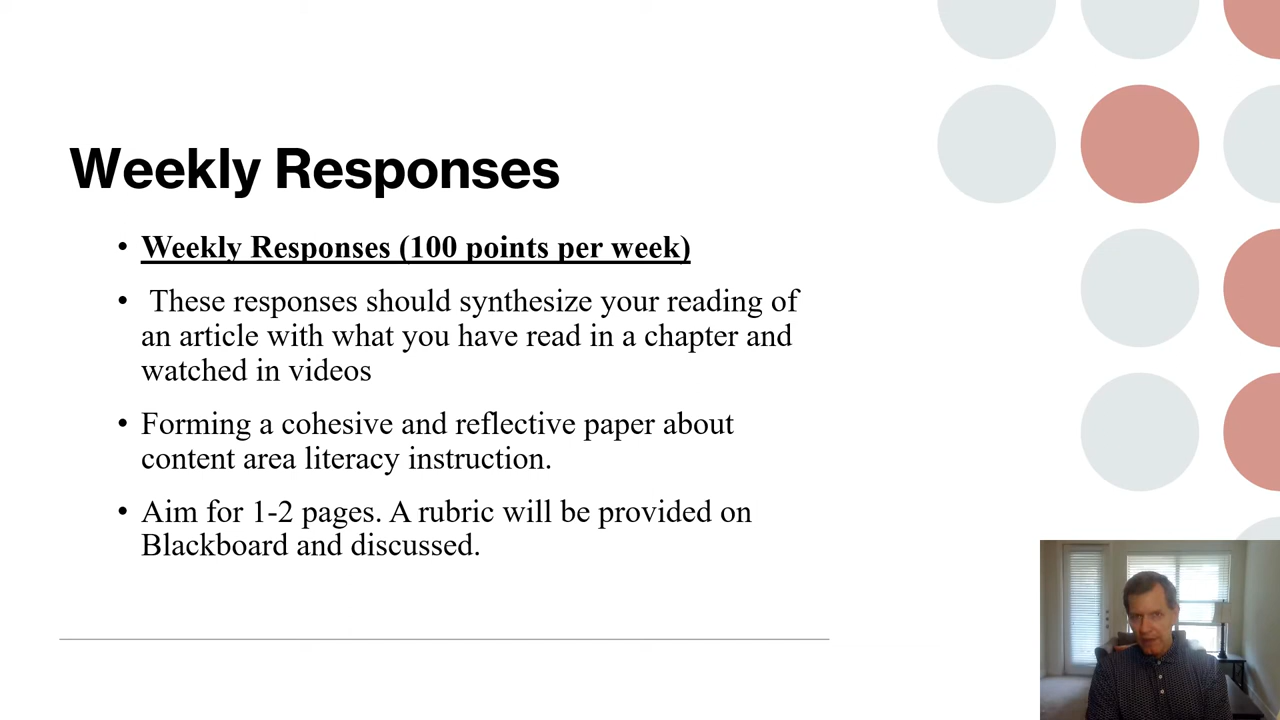 Weekly Responses
• Weekly Responses (100 points per week)
• These responses should synthesize your reading of
an article with what you have read in a chapter and
watched in videos
• Forming a cohesive and reflective paper about
content area literacy instruction.
• Aim for 1-2 pages. A rubric will be provided on
Blackboard and discussed.